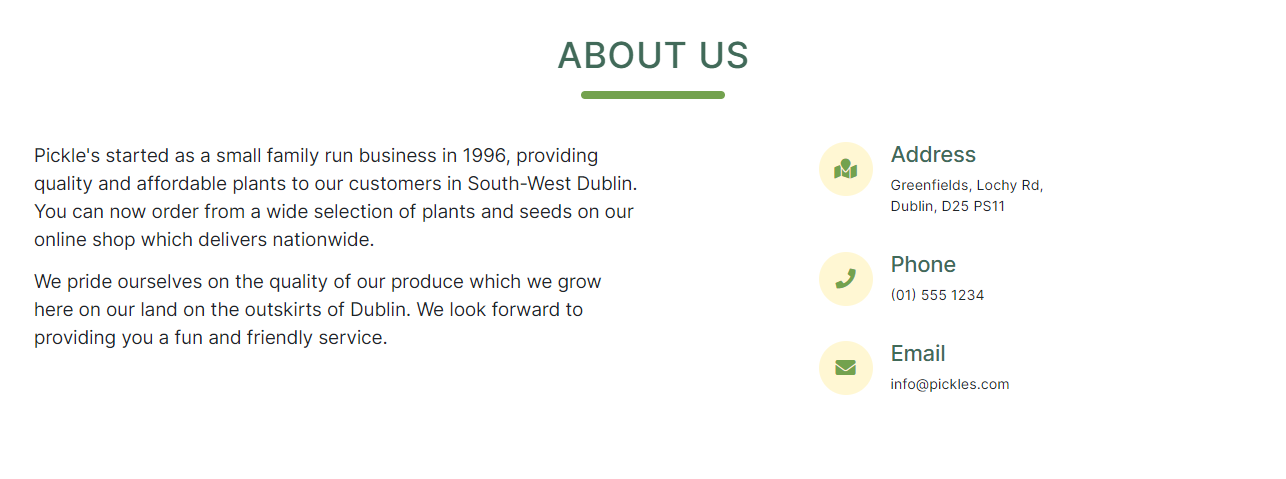 ABOUT US
Pickle's started as a small family run business in 1996, providing
quality and affordable plants to our customers in South-West Dublin.
You can now order from a wide selection of plants and seeds on our
online shop which delivers nationwide.
We pride ourselves on the quality of our produce which we grow
here on our land on the outskirts of Dublin. We look forward to
providing you a fun and friendly service.
Address
Greenfields, Lochy Rd,
Dublin, D25 PS11
Phone
(01) 555 1234
Email
info@pickles.com